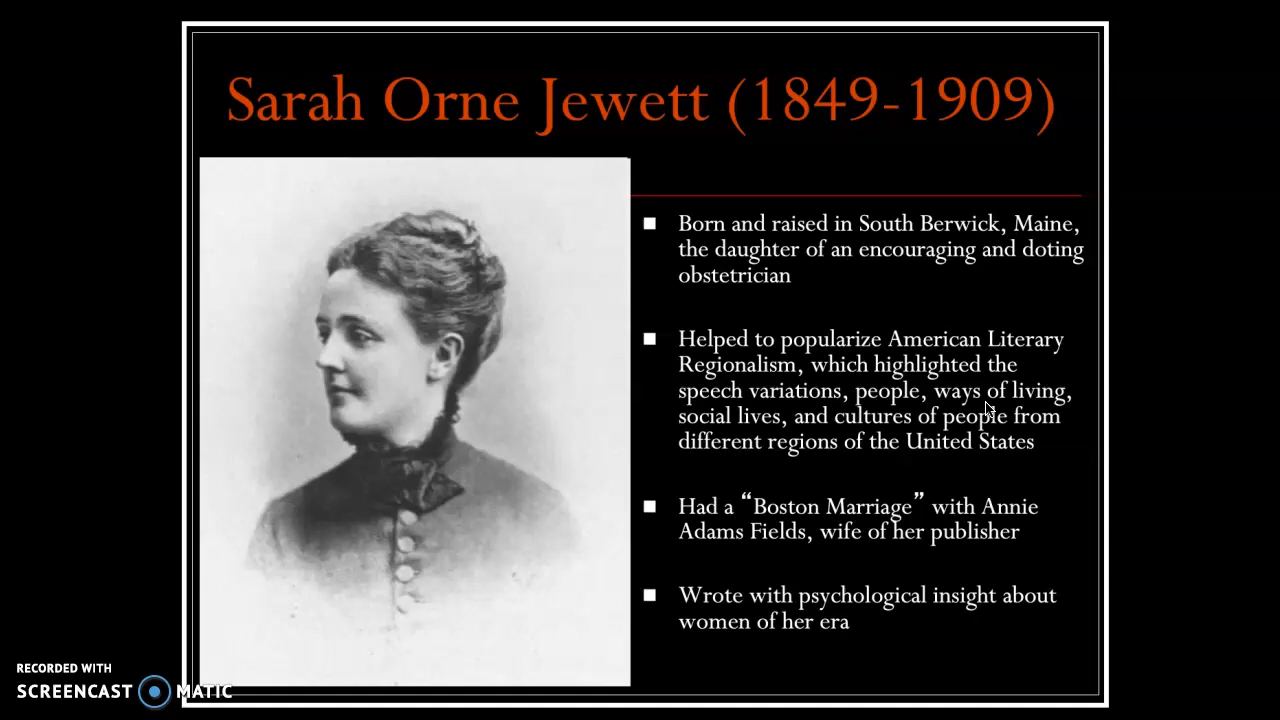 Sarah Orne Jewett (1849-1909)
Born and raised in South Berwick, Maine,
the daughter of an encouraging and doting
obstetrician
Helped to popularize American Literary
Regionalism, which highlighted the
speech variations, people, ways of living,
social lives, and cultures of people from
different regions of the United States
Had a “Boston Marriage” with Annie
Adams Fields, wife of her publisher
Wrote with psychological insight about
women of her era
RECORDED WITH
SCREENCAST MATIC